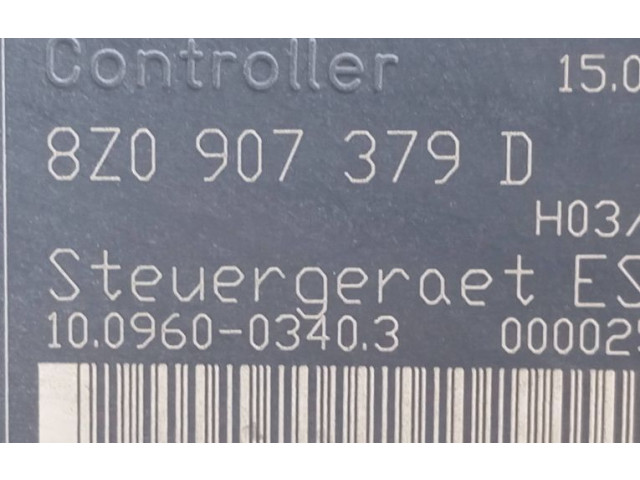 Controller 15.0
8Z0 907 379 D
H03/
Steuergeraet ES
10.0960-0340.3 00002